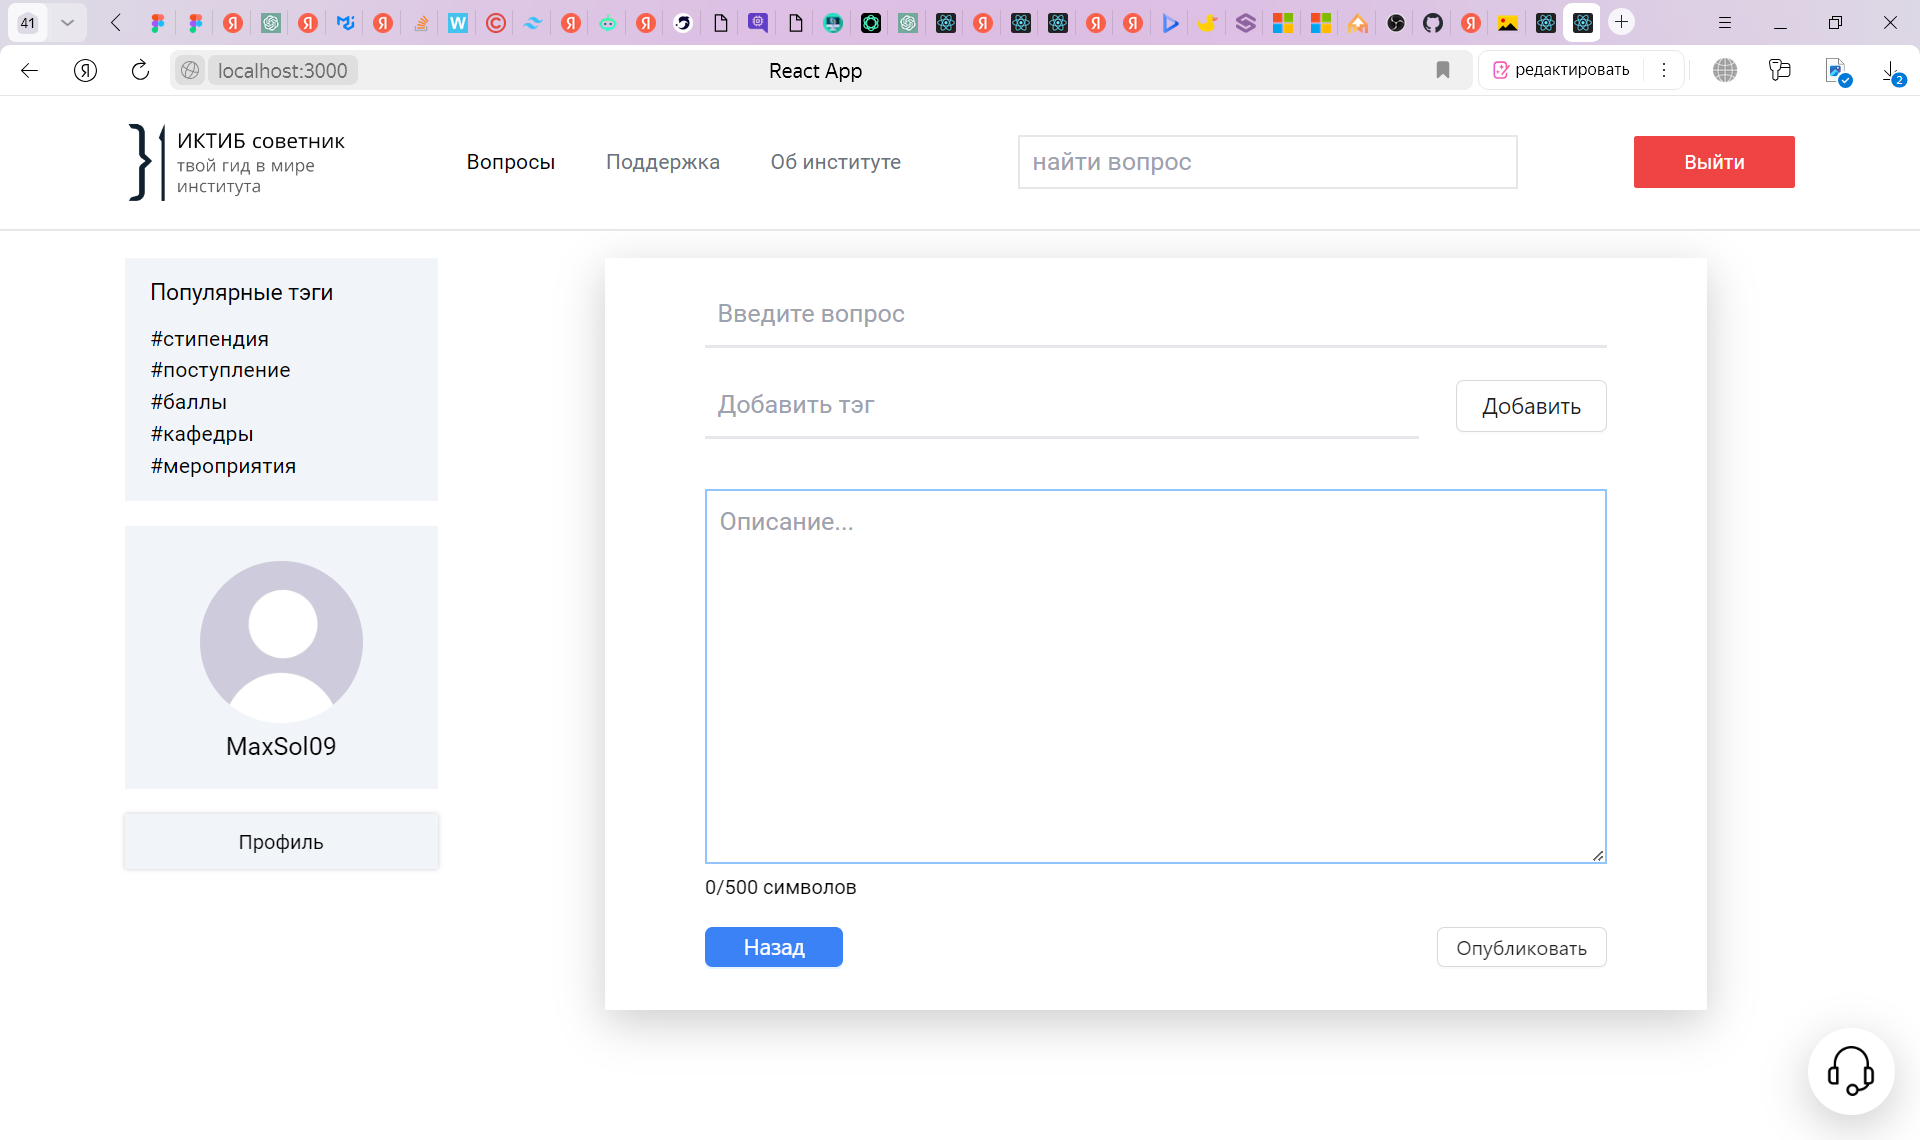 41
localhost:3000
React App
редактировать
2
ИКТИБ советник
твой гид в мире
института
Вопросы
Поддержка
Об институте
найти вопрос
Выйти
Популярные тэги
#стипендия
#поступление
#баллы
#кафедры
#мероприятия
MaxSol09
Профиль
Введите вопрос
Добавить тэг
Добавить
Описание...
0/500 символов
Назад
Опубликовать